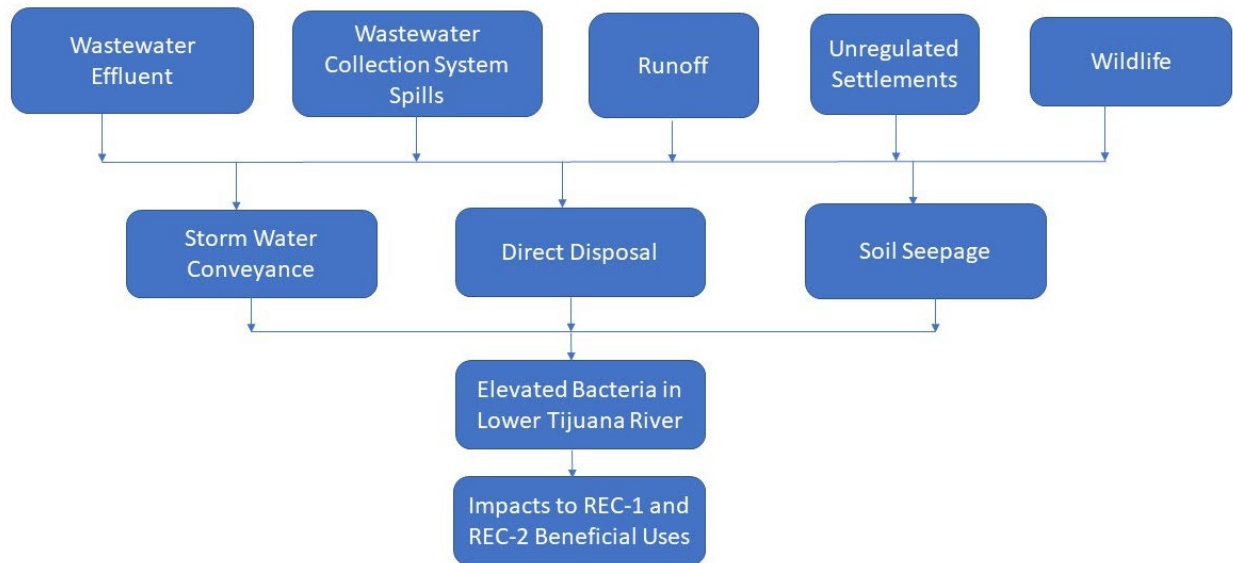 Wastewater
Effluent
Wastewater
Collection System
Spills
Runoff
Unregulated
Settlements
Wildlife
Storm Water
Conveyance
Direct Disposal
Soil Seepage
Elevated Bacteria in
Lower Tijuana River
Impacts to REC-1 and
REC-2 Beneficial Uses